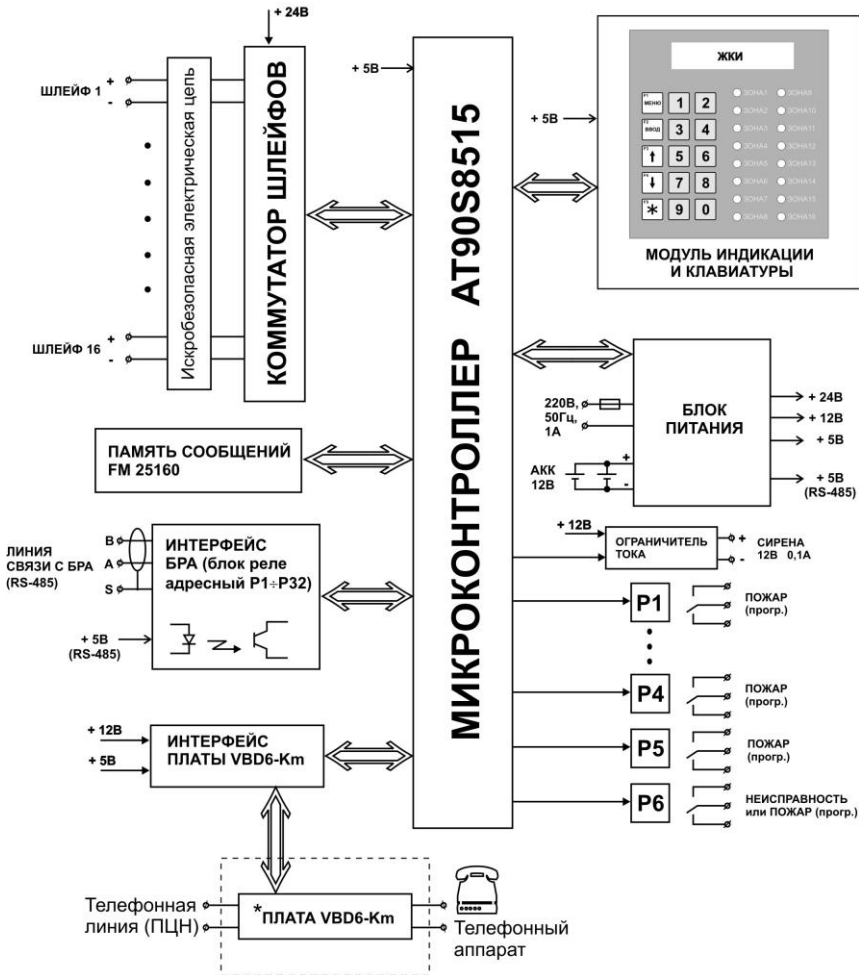 + 24В
ШЛЕЙФ 1
+
-
ШЛЕЙФ 16
+
-
Искробезопасная электрическая цепь
КОММУТАТОР ШЛЕЙФОВ
+ 5В
МИКРОКОНТРОЛЛЕР AT90S8515
+ 5В
ЖКИ
F1
МЕНЮ
1
2
F2
ВВОД
3
4
F3
5
6
F4
7
8
F5
*
9
0
ЗОНА1
ЗОНА9
ЗОНА2
ЗОНА10
ЗОНА3
ЗОНА11
ЗОНА4
ЗОНА12
ЗОНА5
ЗОНА13
ЗОНА6
ЗОНА14
ЗОНА7
ЗОНА15
ЗОНА8
ЗОНА16
МОДУЛЬ ИНДИКАЦИИ
И КЛАВИАТУРЫ
220В,
50Гц,
1А
АКК
12В
+
-
БЛОК
ПИТАНИЯ
+ 24В
+ 12В
+ 5В
+ 5В
(RS-485)
ПАМЯТЬ СООБЩЕНИЙ
FM 25160
ЛИНИЯ
СВЯЗИ С БРА
(RS-485)
B
A
S
+ 5В
(RS-485)
ИНТЕРФЕЙС
БРА (блок реле
адресный Р1÷Р32)
+ 12В
ОГРАНИЧИТЕЛЬ
ТОКА
+
-
СИРЕНА
12В 0,1А
P1
ПОЖАР
(прогр.)
P4
ПОЖАР
(прогр.)
P5
ПОЖАР
(прогр.)
P6
НЕИСПРАВНОСТЬ
или ПОЖАР (прогр.)
+ 12В
+ 5В
ИНТЕРФЕЙС
ПЛАТЫ VBD6-Km
Телефонная
линия (ПЦН)
*ПЛАТА VBD6-Km
Телефонный
аппарат